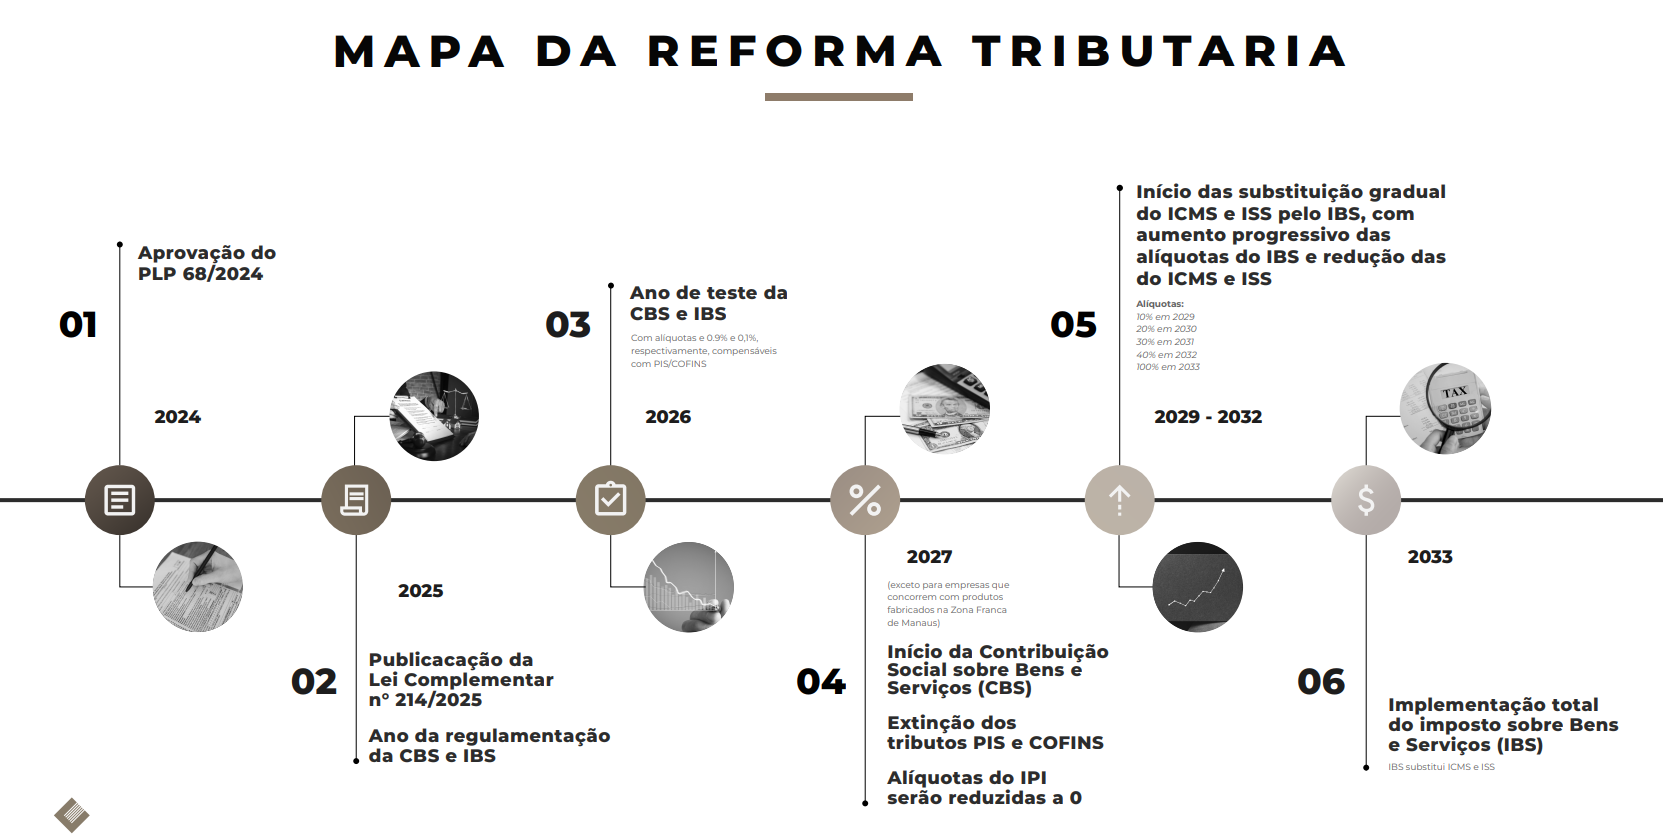 MAPA DA REFORMA TRIBUTARIA
01
Aprovação do
PLP 68/2024
2024
02
2025
Publicacação da
Lei Complementar
n° 214/2025
Ano da regulamentação
da CBS e IBS
03
Ano de teste da
CBS e IBS
Com alíquotas e 0.9% e 0,1%,
respectivamente, compensáveis
com PIS/COFINS
2026
04
2027
(exceto para empresas que
concorrem com produtos
fabricados na Zona Franca
de Manaus)
Início da Contribuição
Social sobre Bens e
Serviços (CBS)
Extinção dos
tributos PIS e COFINS
Alíquotas do IPI
serão reduzidas a 0
05
Início das substituição gradual
do ICMS e ISS pelo IBS, com
aumento progressivo das
alíquotas do IBS e redução das
do ICMS e ISS
Alíquotas:
10% em 2029
20% em 2030
30% em 2031
40% em 2032
100% em 2033
2029 - 2032
TAX
06
2033
Implementação total
do imposto sobre Bens
e Serviços (IBS)
IBS substitui ICMS e ISS